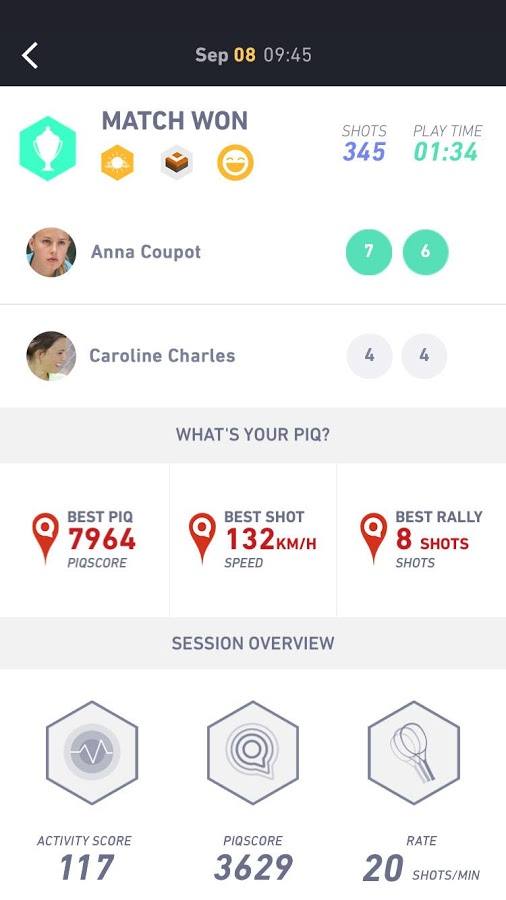 Sep 08 09:45
MATCH WON
SHOTS
345
PLAY TIME
01:34
Anna Coupot
7 6
Caroline Charles
4 4
WHAT'S YOUR PIQ?
BEST PIQ
7964
PIQSCORE
BEST SHOT
132KM/H
SPEED
BEST RALLY
8 SHOTS
SHOTS
SESSION OVERVIEW
ACTIVITY SCORE
117
PIQSCORE
3629
RATE
20 SHOTS/MIN